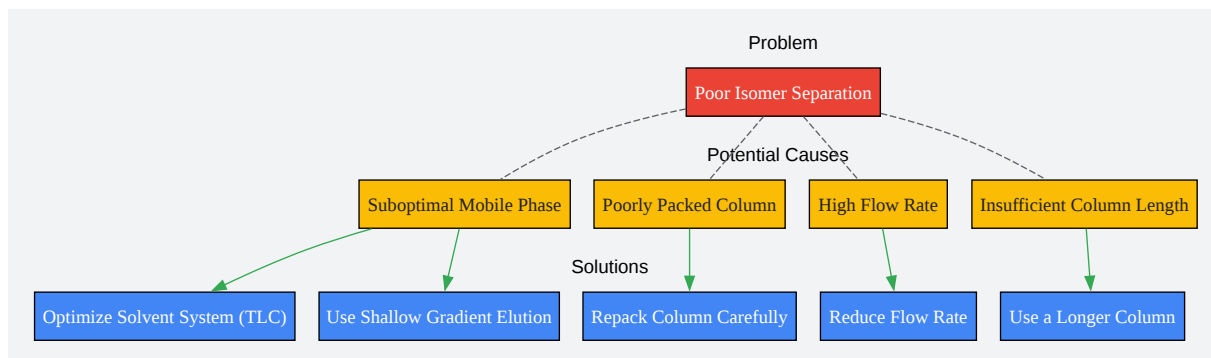 Problem
Poor Isomer Separation
Potential Causes
Suboptimal Mobile Phase
Poorly Packed Column
High Flow Rate
Insufficient Column Length
Solutions
Optimize Solvent System (TLC)
Use Shallow Gradient Elution
Repack Column Carefully
Reduce Flow Rate
Use a Longer Column